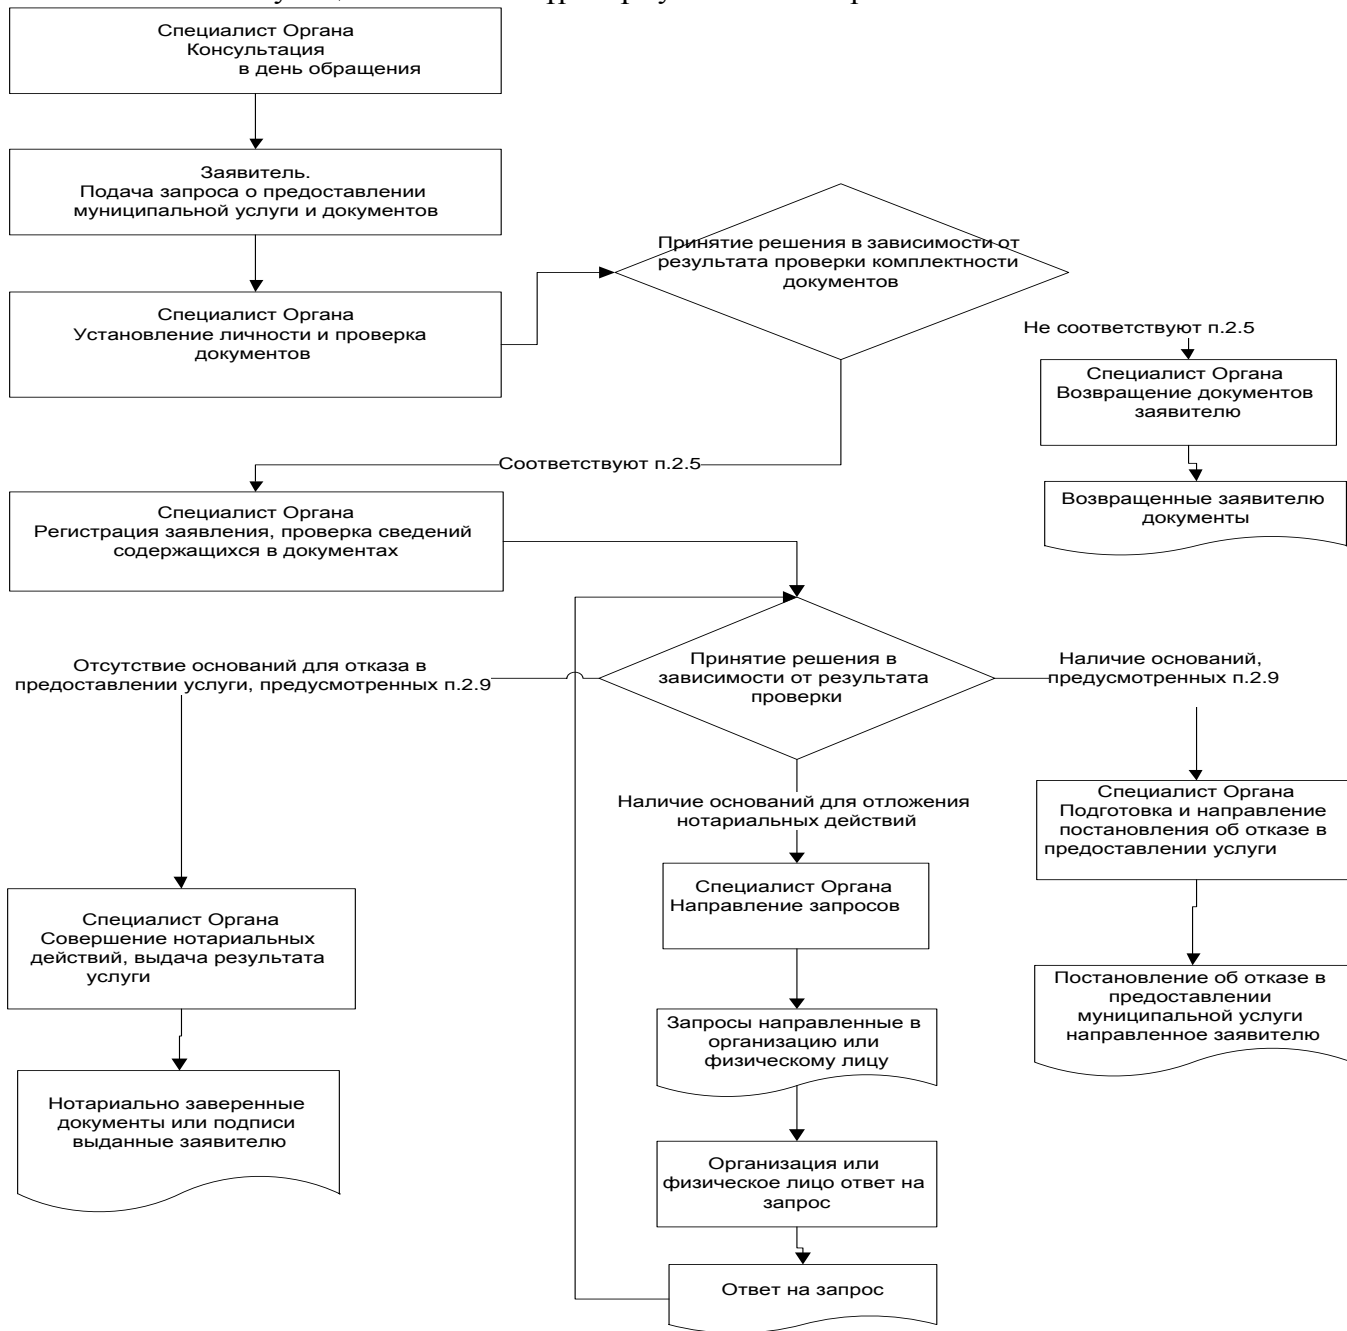 Специалист Органа
Консультация
в день обращения
Заявитель.
Подача запроса о предоставлении
муниципальной услуги и документов
Специалист Органа
Установление личности и проверка
документов
Принятие решения в зависимости от
результата проверки комплектности
документов
Не соответствуют п.2.5
Специалист Органа
Возвращение документов
заявителю
Возвращенные заявителю
документы
Соответствуют п.2.5
Специалист Органа
Регистрация заявления, проверка сведений
содержащихся в документах
Принятие решения в
зависимости от результата
проверки
Отсутствие оснований для отказа в
предоставлении услуги, предусмотренных п.2.9
Наличие оснований,
предусмотренных п.2.9
Наличие оснований для отложения
нотариальных действий
Специалист Органа
Подготовка и направление
постановления об отказе в
предоставлении услуги
Специалист Органа
Направление запросов
Специалист Органа
Совершение нотариальных
действий, выдача результата
услуги
Постановление об отказе в
предоставлении
муниципальной услуги
направленное заявителю
Запросы направленные в
организацию или
физическому лицу
Нотариально заверенные
документы или подписи
выданные заявителю
Организация или
физическое лицо ответ на
запрос
Ответ на запрос